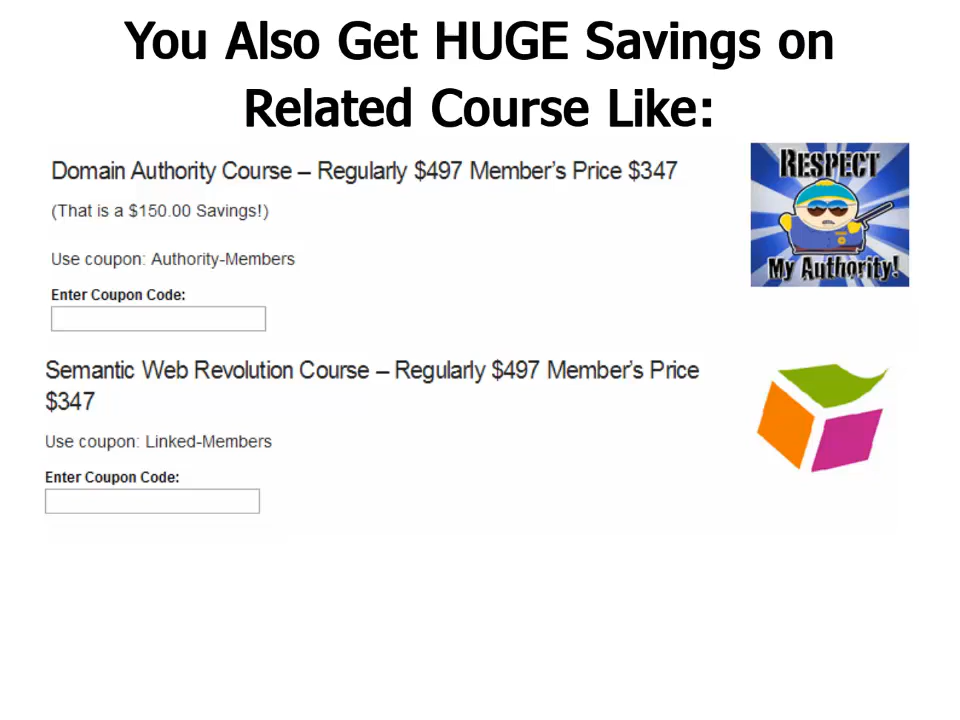 You Also Get HUGE Savings on
Related Course Like:
Domain Authority Course – Regularly $497 Member’s Price $347
(That is a $150.00 Savings!)
Use coupon: Authority-Members
Enter Coupon Code:
RESPECT
MY AUTHORITY!
Semantic Web Revolution Course – Regularly $497 Member’s Price
$347
Use coupon: Linked-Members
Enter Coupon Code: